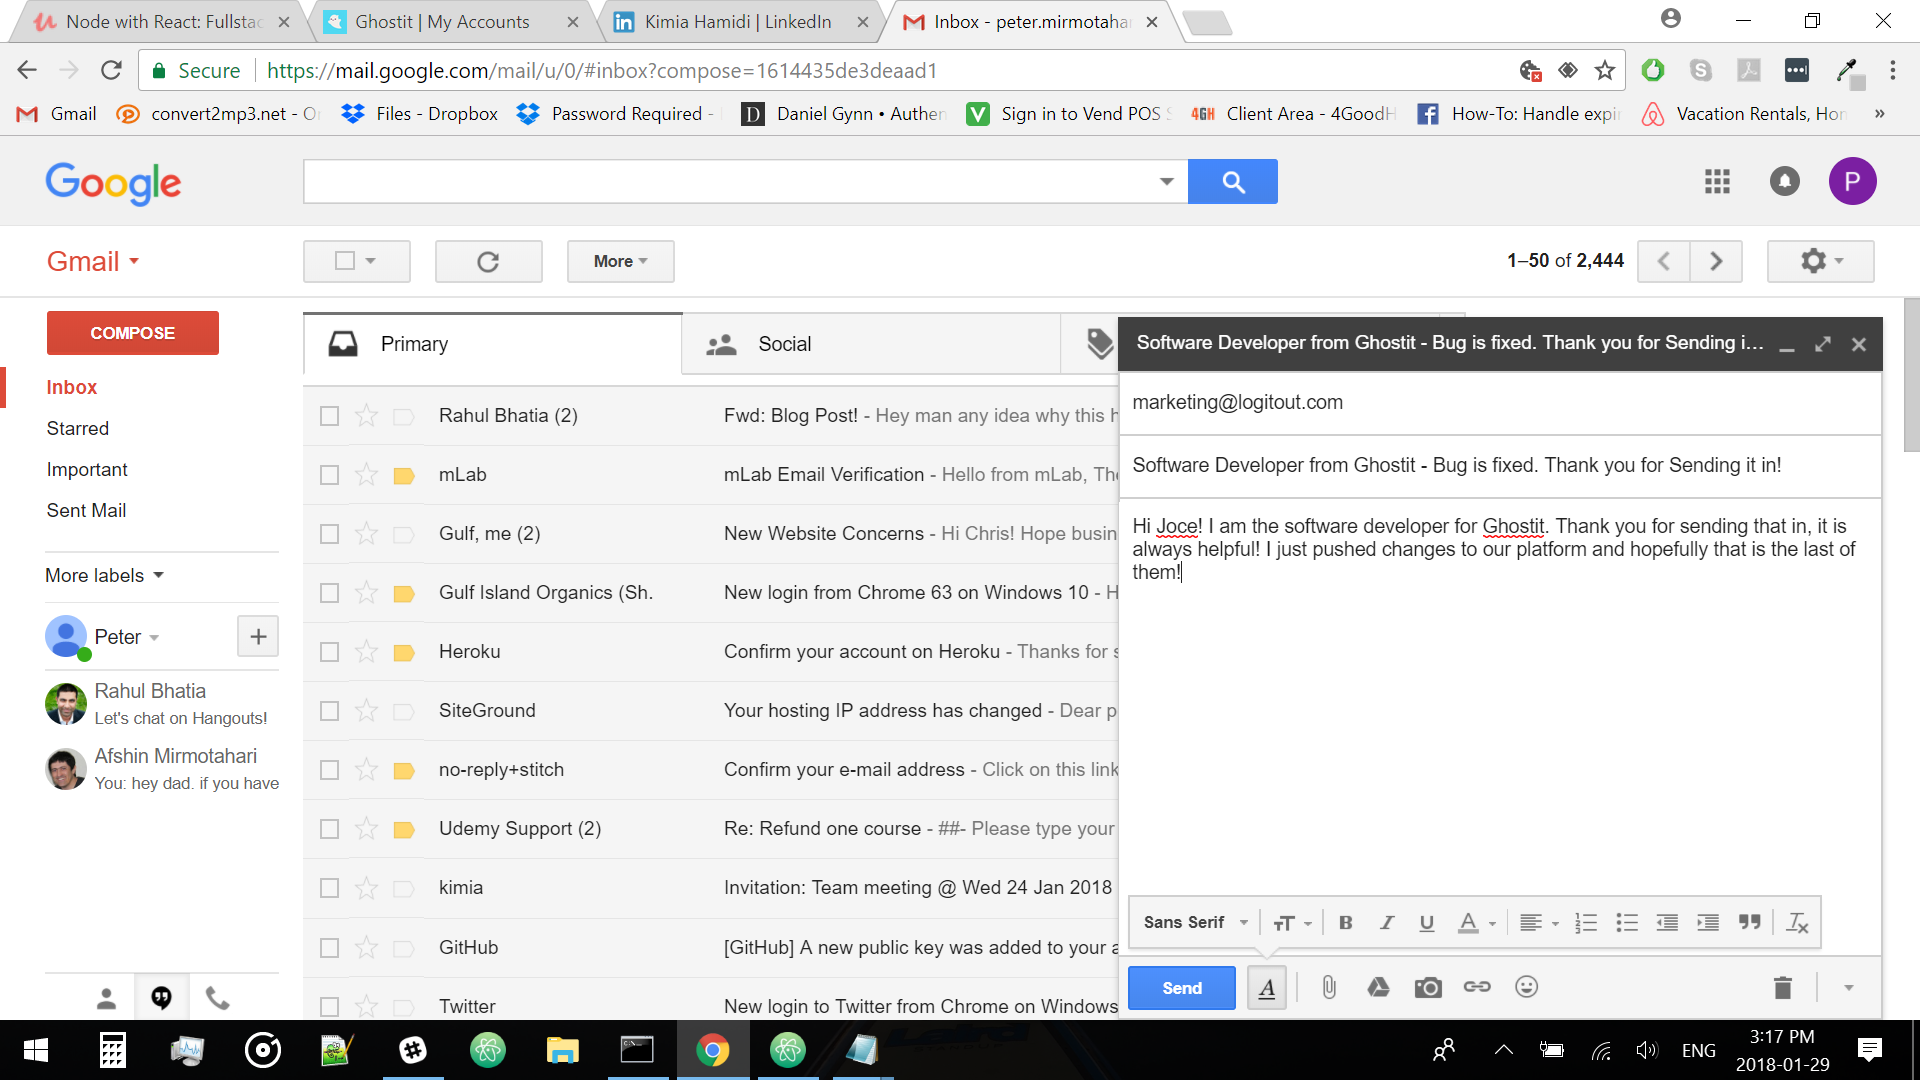 Node with React: Fullstac
Ghostit | My Accounts
Kimia Hamidi | LinkedIn
Inbox - peter.mirmotahar
Secure
https://mail.google.com/mail/u/0/#inbox?compose=1614435de3deaad1
Gmail
convert2mp3.net - O
Files - Dropbox
Password Required -
Daniel Gynn • Authen
Sign in to Vend POS S
4GH
Client Area - 4GoodH
How-To: Handle expi
Vacation Rentals, Hom
»
Google
P
Gmail
More
1–50 of 2,444
COMPOSE
Inbox
Starred
Important
Sent Mail
More labels
Peter
Rahul Bhatia
Let's chat on Hangouts!
Afshin Mirmotahari
You: hey dad. if you have
Primary
Social
Rahul Bhatia (2) Fwd: Blog Post! - Hey man any idea why this h
mLab mLab Email Verification - Hello from mLab, The
Gulf, me (2) New Website Concerns - Hi Chris! Hope busin
Gulf Island Organics (Sh. New login from Chrome 63 on Windows 10 - H
Heroku Confirm your account on Heroku - Thanks for s
SiteGround Your hosting IP address has changed - Dear p
no-reply+stitch Confirm your e-mail address - Click on this link
Udemy Support (2) Re: Refund one course - ##- Please type your
kimia Invitation: Team meeting @ Wed 24 Jan 2018
GitHub [GitHub] A new public key was added to your a
Twitter New login to Twitter from Chrome on Windows
Software Developer from Ghostit - Bug is fixed. Thank you for Sending i...
marketing@logitout.com
Software Developer from Ghostit - Bug is fixed. Thank you for Sending it in!
Hi Joce! I am the software developer for Ghostit. Thank you for sending that in, it is
always helpful! I just pushed changes to our platform and hopefully that is the last of
them!
Sans Serif
Send
ENG
3:17 PM
2018-01-29